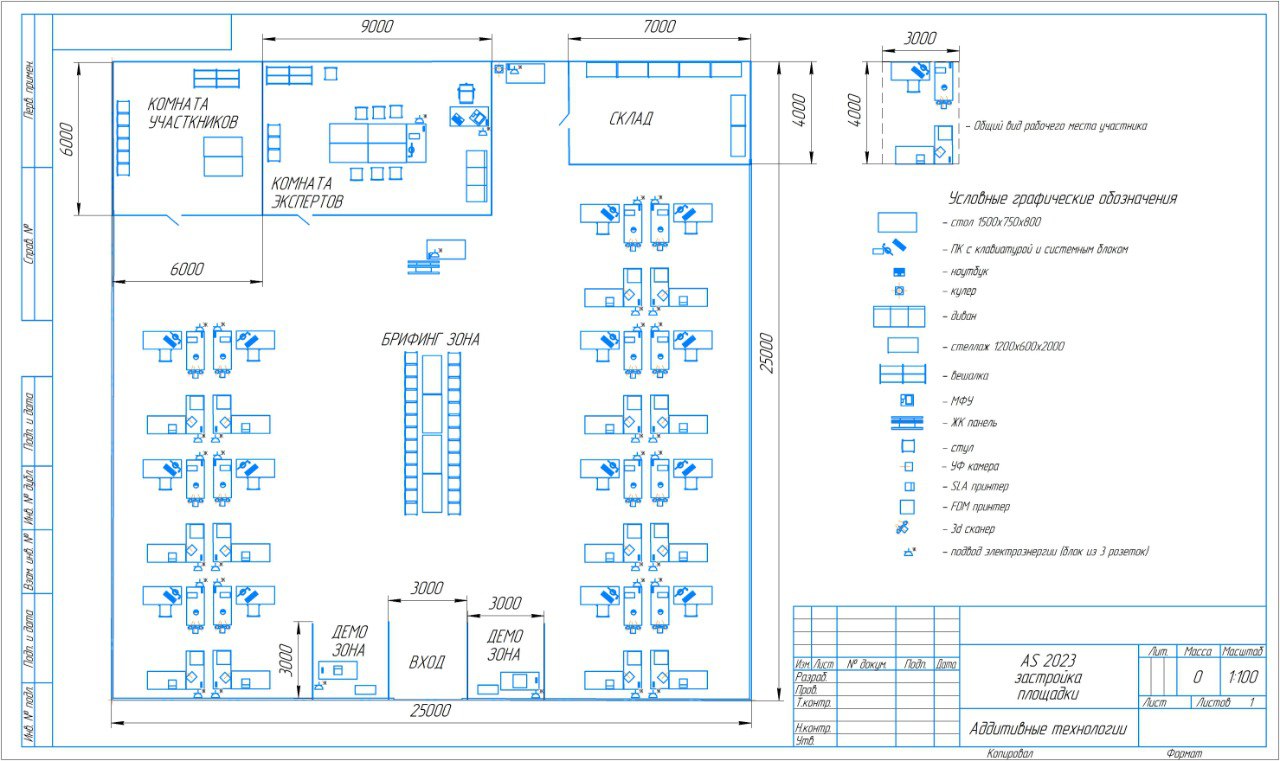 9000
7000
3000
6000
4000
4000
КОМНАТА
УЧАСТКНИКОВ
СКЛАД
КОМНАТА
ЭКСПЕРТОВ
- Общий вид рабочего места участника
6000
25000
БРИФИНГ ЗОНА
Условные графические обозначения
- стол 1500х750х800
- ПК с клавиатурой и системным блоком
- ноутбук
- кулер
- диван
- стеллаж 1200х600х2000
- вешалка
- МФУ
- ЖК панель
- стул
- УФ камера
- SLA принтер
- FDM принтер
- 3d сканер
- подвод электроэнергии (блок из 3 розеток)
3000
3000
3000
ДЕМО
ЗОНА
ВХОД
ДЕМО
ЗОНА
25000
Перв. примен.
Справ. №
Подп. и дата
Инв. № дубл.
Взам. инв. №
Подп. и дата
Инв. № подл.
Изм. Лист № докум. Подп. Дата
Разраб.
Пров.
Т.контр.
Н.контр.
Утв.
AS 2023
застройка
площадки
Аддитивные технологии
Лит. Масса Масштаб
0 1:100
Лист Листов 1
Копировал Формат